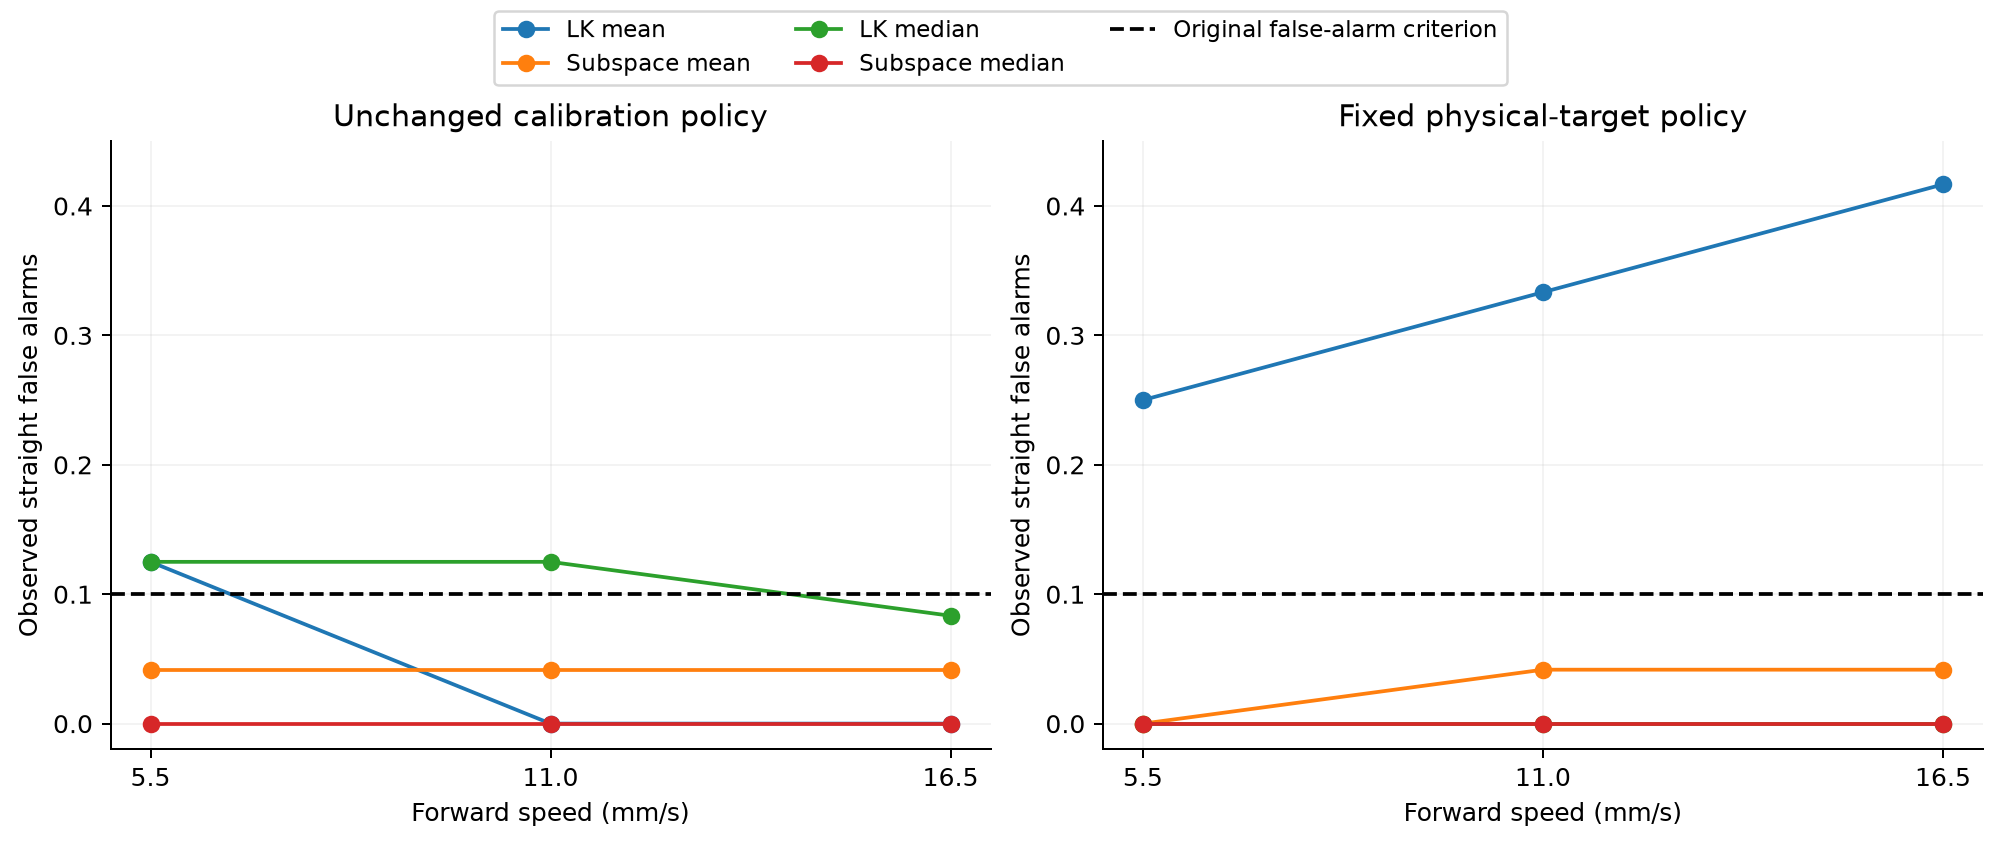 LK mean
Subspace mean
LK median
Subspace median
Original false-alarm criterion
Unchanged calibration policy
Observed straight false alarms
0.4
0.3
0.2
0.1
0.0
5.5 11.0 16.5
Forward speed (mm/s)
Fixed physical-target policy
Observed straight false alarms
0.4
0.3
0.2
0.1
0.0
5.5 11.0 16.5
Forward speed (mm/s)